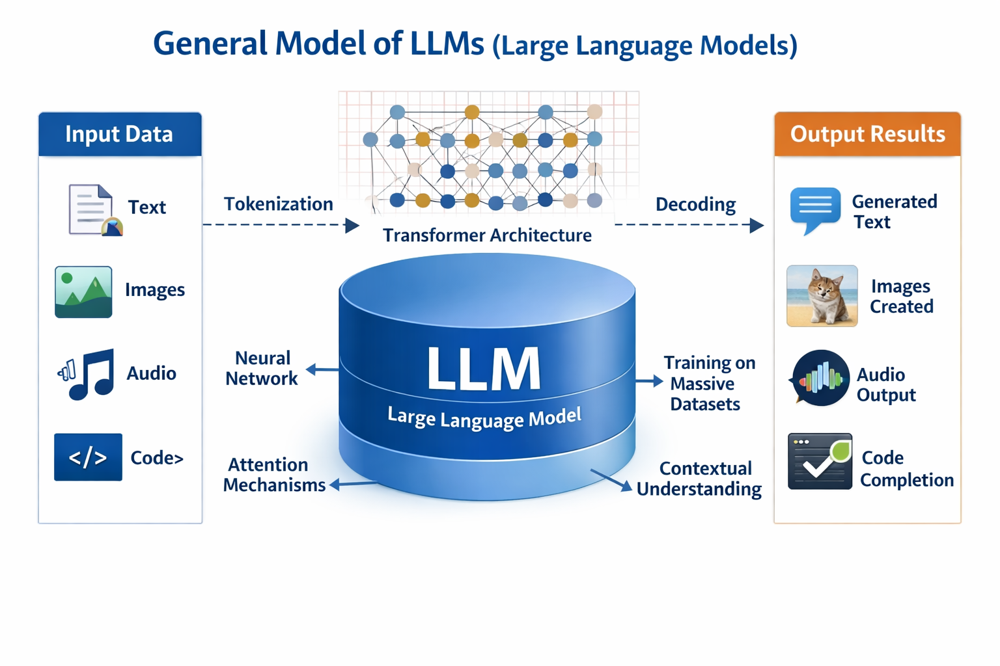 General Model of LLMs (Large Language Models)
Input Data
Text
Images
Audio
</>
Code>
Tokenization
Transformer Architecture
Decoding
LLM
Large Language Model
Neural
Network
Attention
Mechanisms
Training on
Massive
Datasets
Contextual
Understanding
Output Results
Generated
Text
Images
Created
Audio
Output
Code
Completion